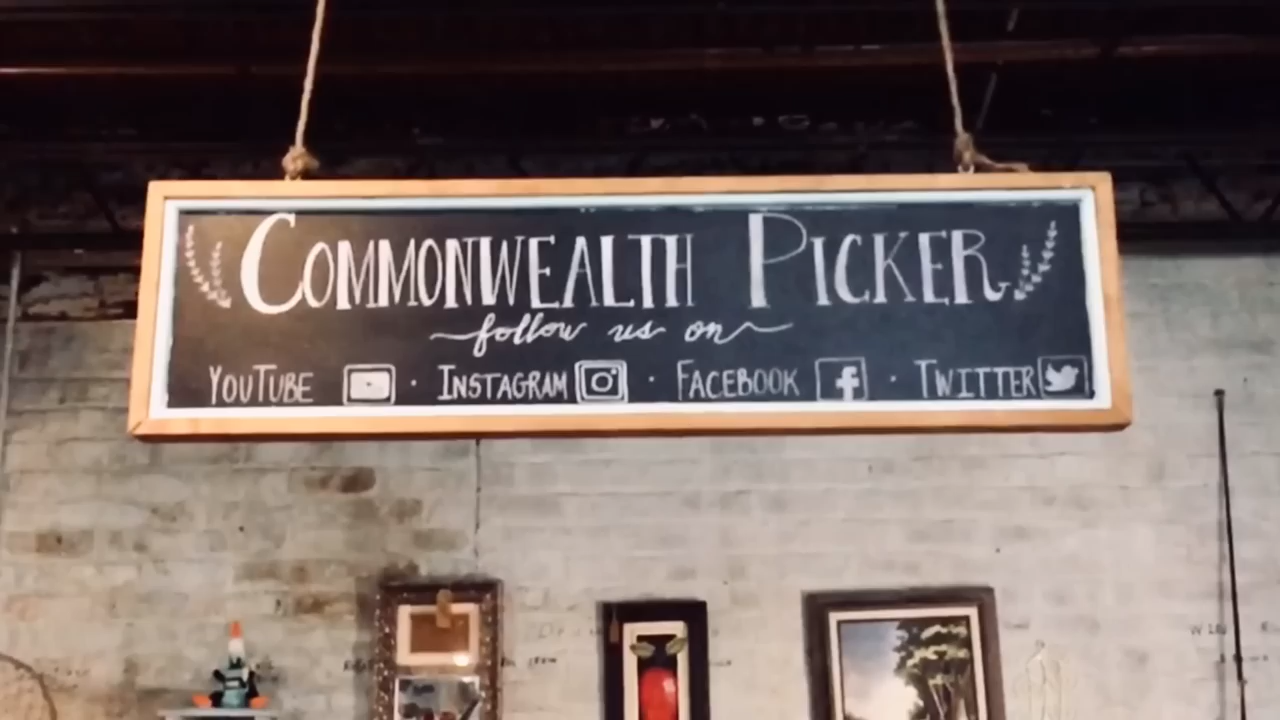 COMMONWEALTH PICKER
follow us on
YOUTUBE · INSTAGRAM · FACEBOOK · TWITTER